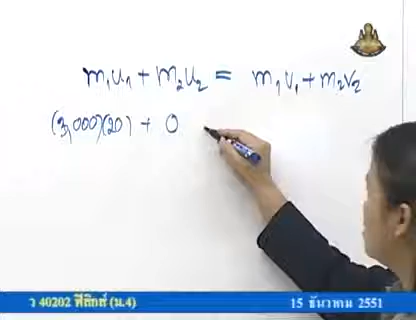 m₁u₁ + m₂u₂ = m₁v₁ + m₂v₂
(3,000)(20) + 0
ว 40202 ฟิสิกส์ (ม.4) 15 ธันวาคม 2551